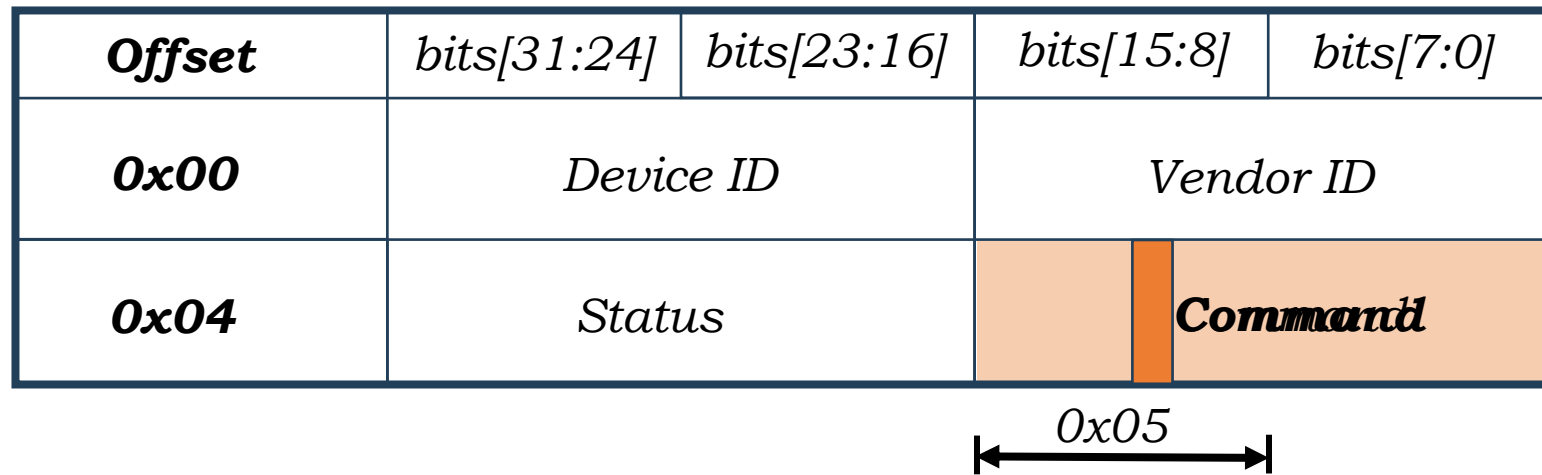 Offset bits[31:24] bits[23:16] bits[15:8] bits[7:0]
0x00 Device ID Vendor ID
0x04 Status Command
0x05